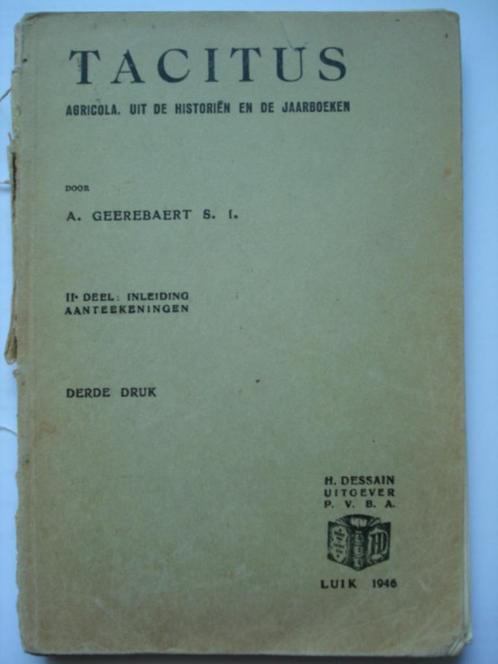 TACITUS
AGRICOLA. UIT DE HISTORIËN EN DE JAARBOEKEN
DOOR
A. GEEREBAERT S. I.
IIe DEEL: INLEIDING
AANTEEKENINGEN
DERDE DRUK
H. DESSAIN
UITGEVER
P. V. B. A.
HD
LUIK 1946